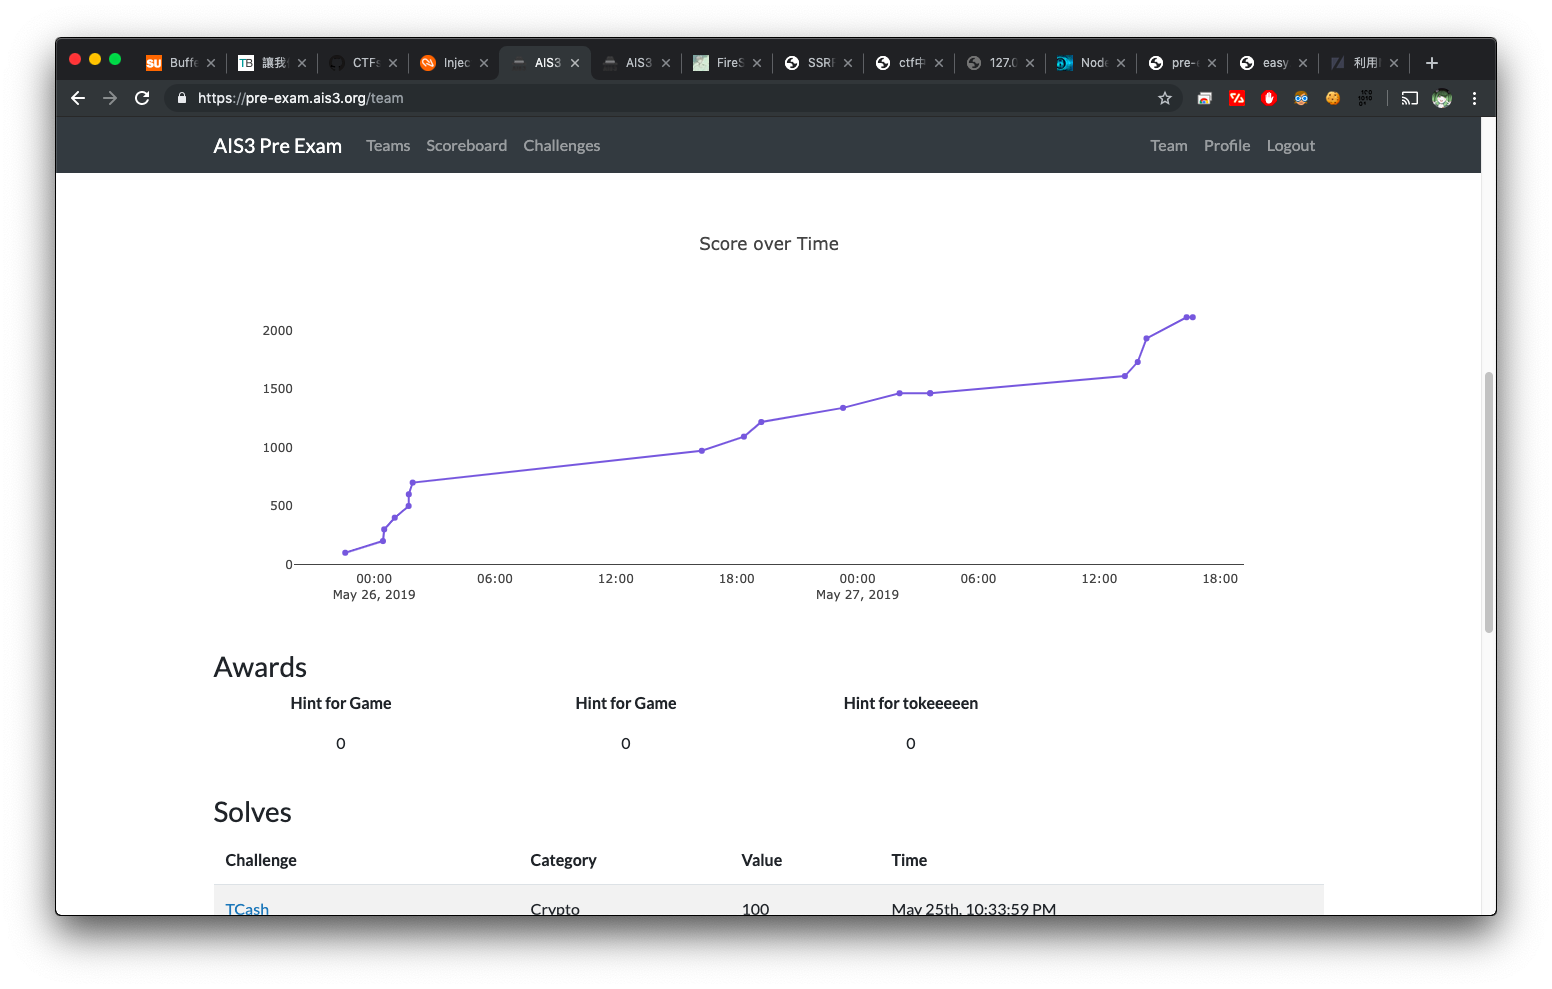 Buffe
讓我
CTFs
Injec
AIS3
AIS3
FireS
SSRF
ctf中
127.0
Node
pre-e
easy
利用
https://pre-exam.ais3.org/team
AIS3 Pre Exam Teams Scoreboard Challenges Team Profile Logout
Score over Time
2000
1500
1000
500
0
00:00 06:00 12:00 18:00 00:00 06:00 12:00 18:00
May 26, 2019 May 27, 2019
Awards
Hint for Game Hint for Game Hint for tokeeeeen
0 0 0
Solves
Challenge Category Value Time
TCash Crypto 100 May 25th, 10:33:59 PM